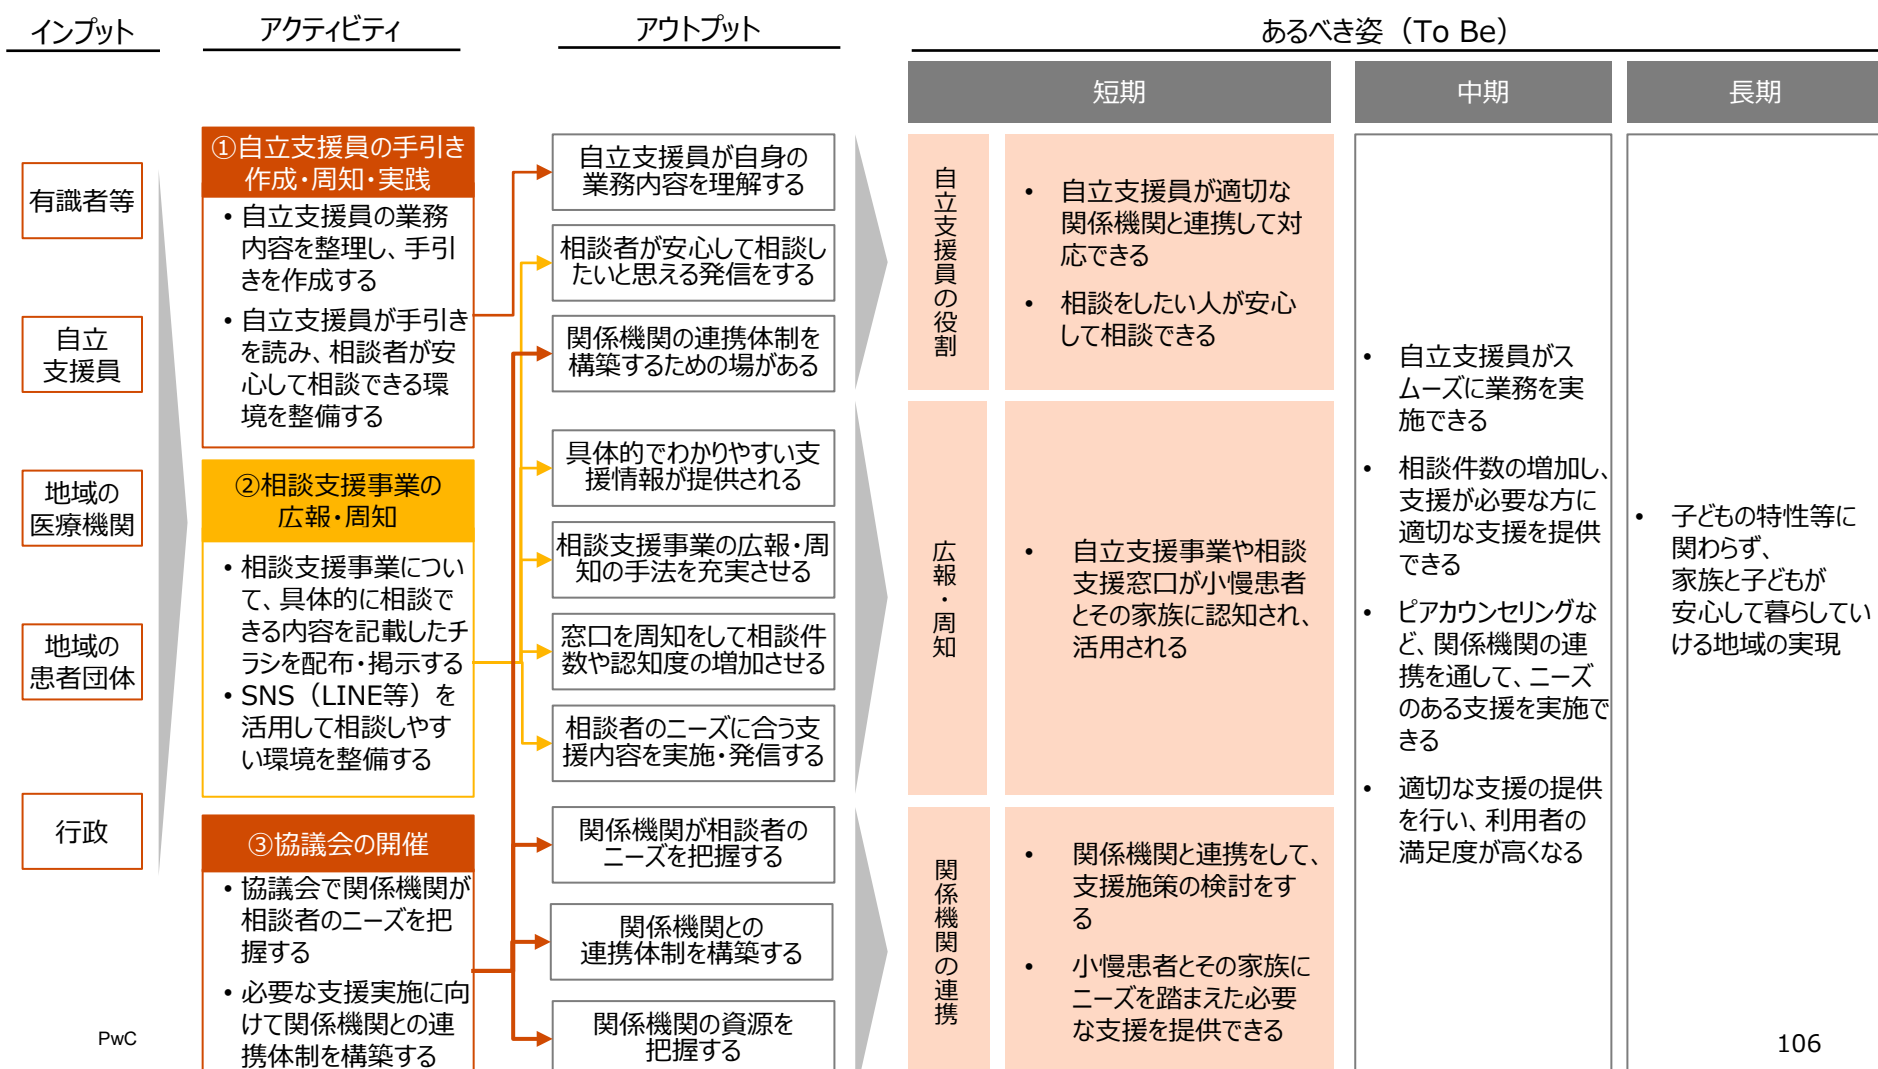 インプット
アクティビティ
アウトプット
あるべき姿（To Be）
短期
中期
長期
有識者等
自立
支援員
地域の
医療機関
地域の
患者団体
行政
①自立支援員の手引き
作成・周知・実践
• 自立支援員の業務
内容を整理し、手引
きを作成する
• 自立支援員が手引き
を読み、相談者が安
心して相談できる環
境を整備する
②相談支援事業の
広報・周知
• 相談支援事業につい
て、具体的に相談で
きる内容を記載したチ
ラシを配布・掲示する
• SNS（LINE等）を
活用して相談しやす
い環境を整備する
③協議会の開催
• 協議会で関係機関が
相談者のニーズを把
握する
• 必要な支援実施に向
けて関係機関との連
携体制を構築する
自立支援員が自身の
業務内容を理解する
相談者が安心して相談し
たいと思える発信をする
関係機関の連携体制を
構築するための場がある
具体的でわかりやすい支
援情報が提供される
相談支援事業の広報・周
知の手法を充実させる
窓口を周知をして相談件
数や認知度の増加させる
相談者のニーズに合う支
援内容を実施・発信する
関係機関が相談者の
ニーズを把握する
関係機関との
連携体制を構築する
関係機関の資源を
把握する
自立支援員の役割
• 自立支援員が適切な
関係機関と連携して対
応できる
• 相談をしたい人が安心
して相談できる
広報・周知
• 自立支援事業や相談
支援窓口が小慢患者
とその家族に認知され、
活用される
関係機関の連携
• 関係機関と連携をして、
支援施策の検討をす
る
• 小慢患者とその家族に
ニーズを踏まえた必要
な支援を提供できる
• 自立支援員がス
ムーズに業務を実
施できる
• 相談件数の増加し、
支援が必要な方に
適切な支援を提供
できる
• ピアカウンセリングな
ど、関係機関の連
携を通して、ニーズ
のある支援を実施で
きる
• 適切な支援の提供
を行い、利用者の
満足度が高くなる
• 子どもの特性等に
関わらず、
家族と子どもが
安心して暮らしてい
ける地域の実現
PwC
106